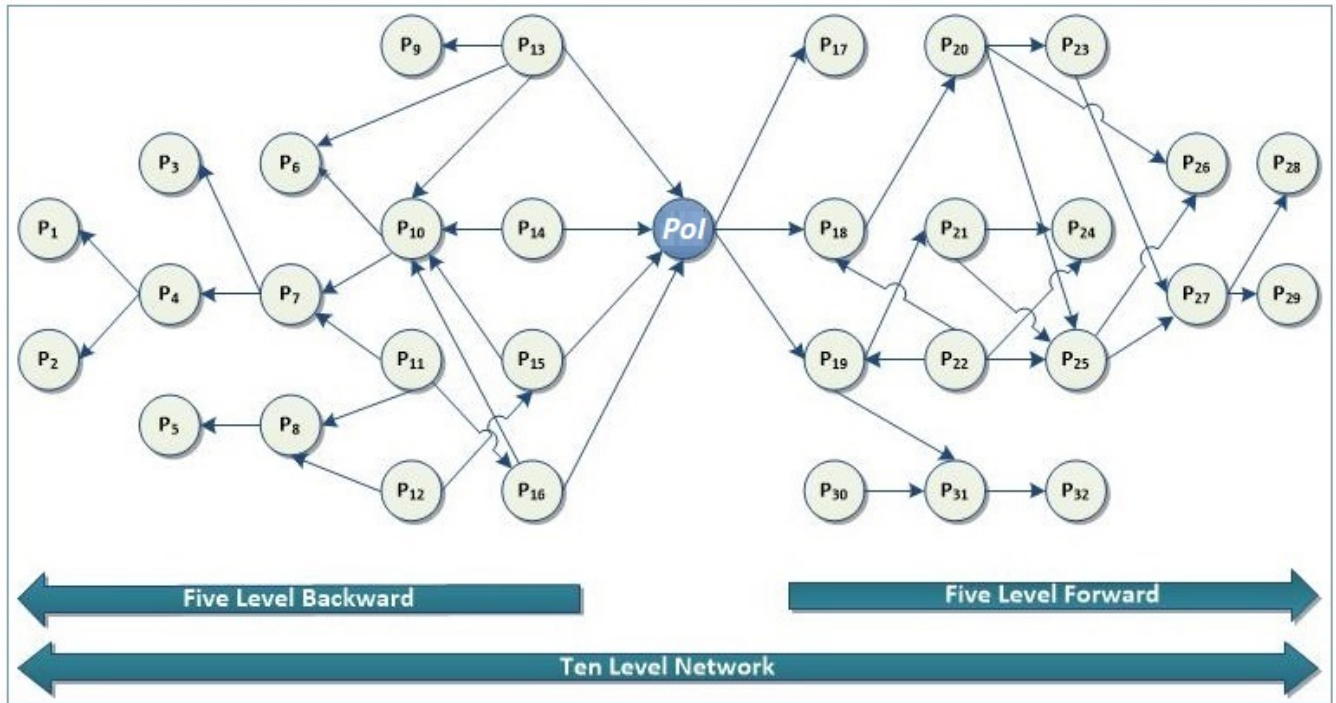 P9 P13 P17 P20 P23
P3 P6 P26 P28
P1 P10 P14 PoI P18 P21 P24
P4 P7 P27 P29
P2 P11 P15 P19 P22 P25
P5 P8
P12 P16 P30 P31 P32
Five Level Backward Five Level Forward
Ten Level Network